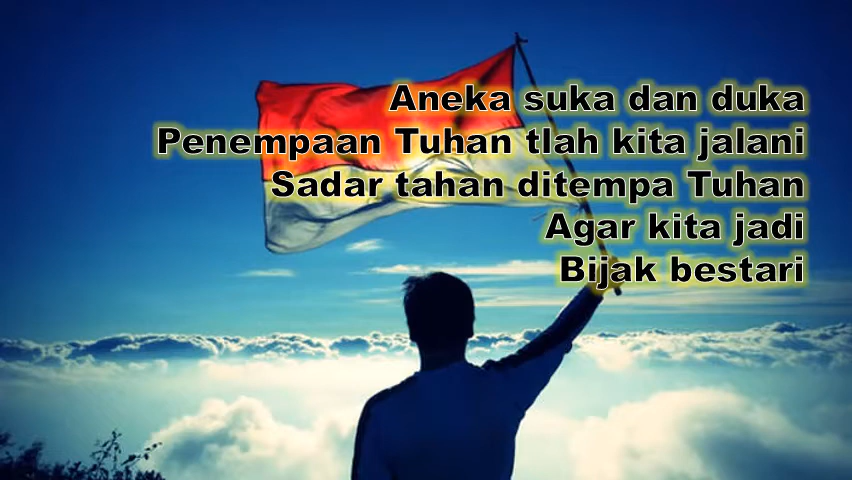 Aneka suka dan duka
Penempaan Tuhan tlah kita jalani
Sadar tahan ditempa Tuhan
Agar kita jadi
Bijak bestari